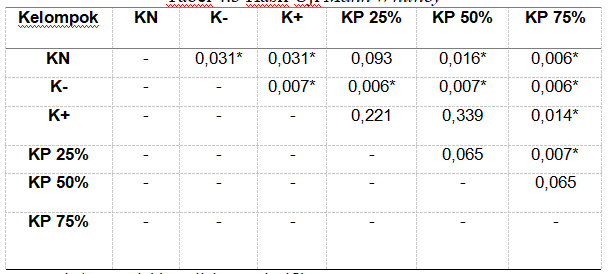 Kelompok KN K- K+ KP 25% KP 50% KP 75%
KN - 0,031* 0,031* 0,093 0,016* 0,006*
K- - - 0,007* 0,006* 0,007* 0,006*
K+ - - - 0,221 0,339 0,014*
KP 25% - - - - 0,065 0,007*
KP 50% - - - - - 0,065
KP 75% - - - - - -